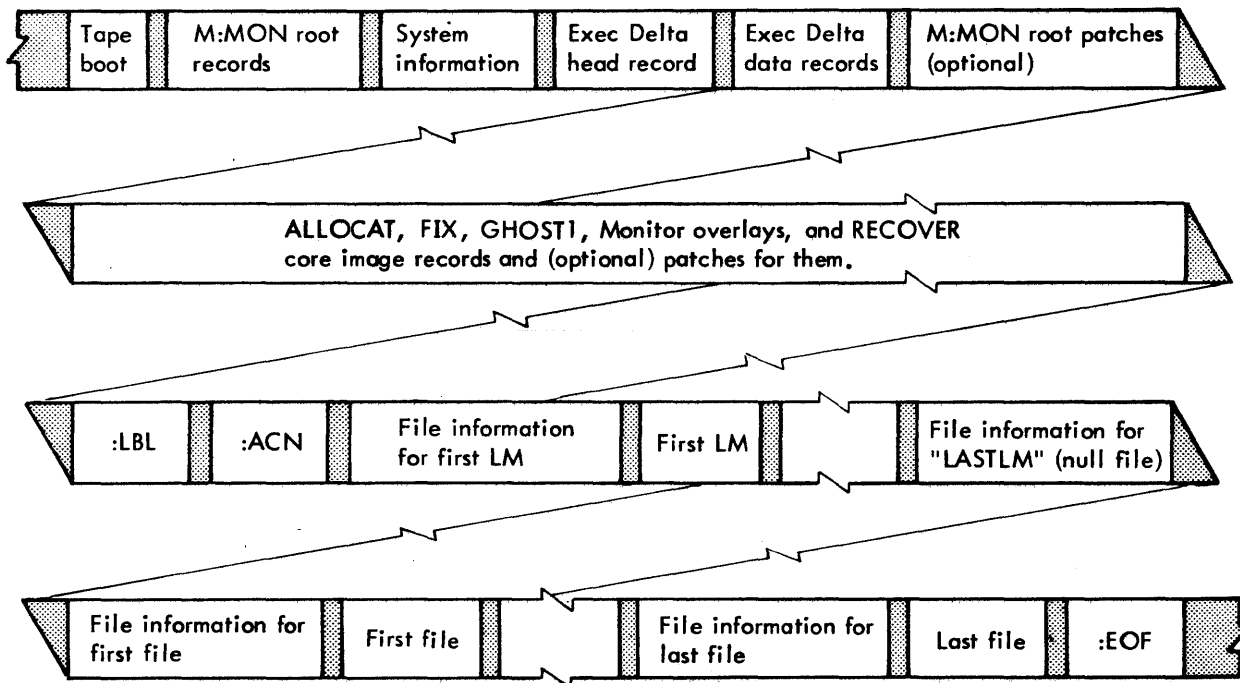 Tape
boot
M:MON root
records
System
information
Exec Delta
head record
Exec Delta
data records
M:MON root patches
(optional)
ALLOCAT, FIX, GHOST1, Monitor overlays, and RECOVER
core image records and (optional) patches for them.
:LBL
:ACN
File information
for first LM
First LM
File information for
"LASTLM" (null file)
File information for
first file
First file
File information for
last file
Last file
:EOF